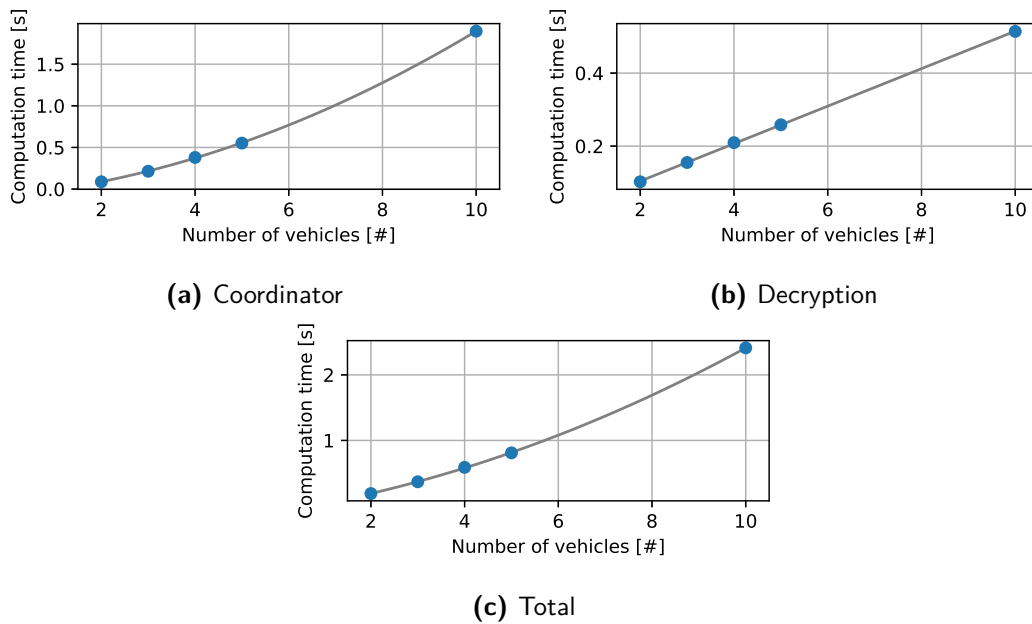 Computation time [s]
1.5
1.0
0.5
0.0
2 4 6 8 10
Number of vehicles [#]
(a) Coordinator
Computation time [s]
0.4
0.2
2 4 6 8 10
Number of vehicles [#]
(b) Decryption
Computation time [s]
2
1
2 4 6 8 10
Number of vehicles [#]
(c) Total